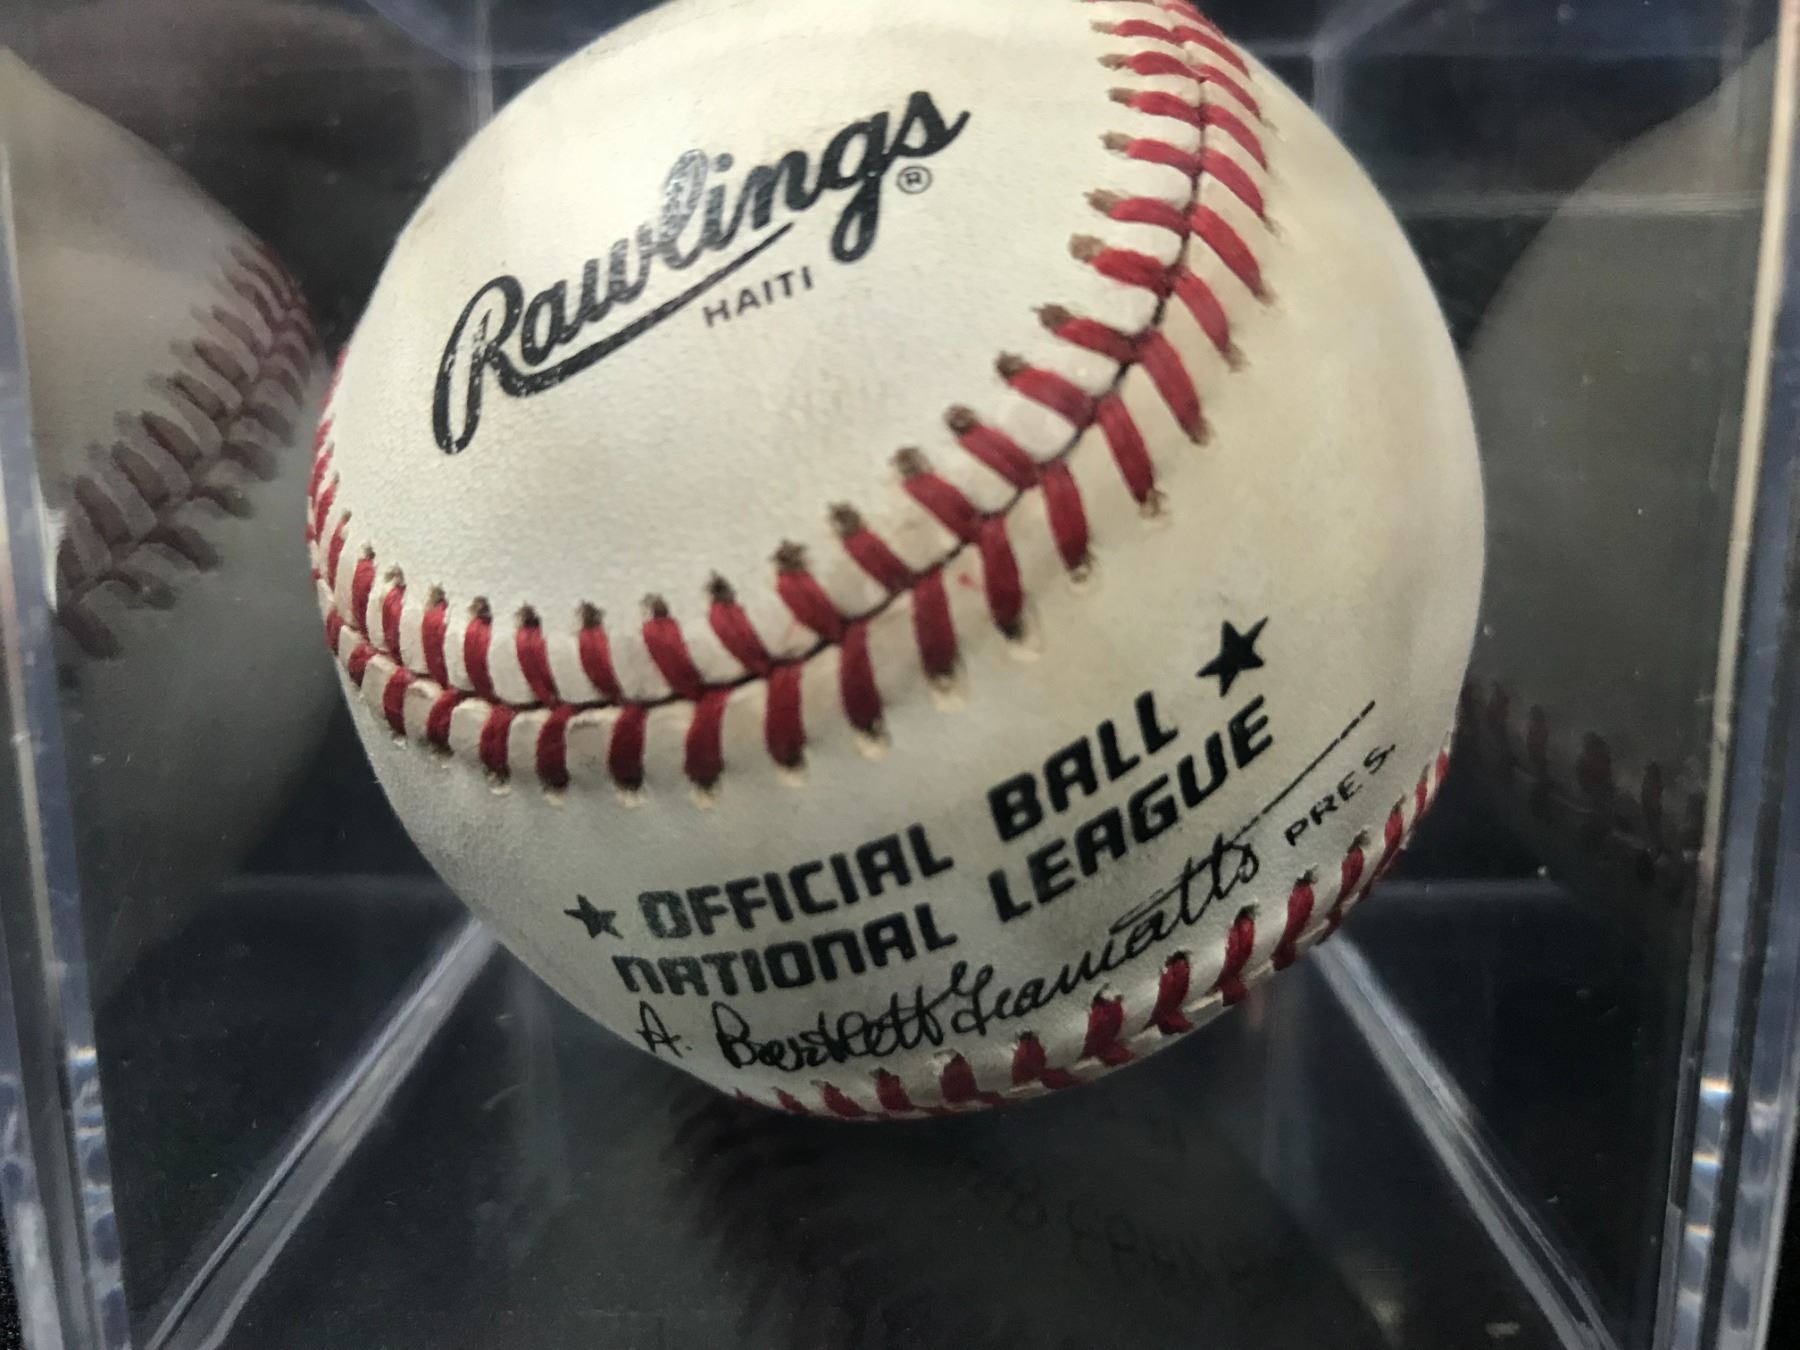 Rawlings®
HAITI
★ OFFICIAL BALL ★
NATIONAL LEAGUE
A. Bartlett Giamatti PRES.